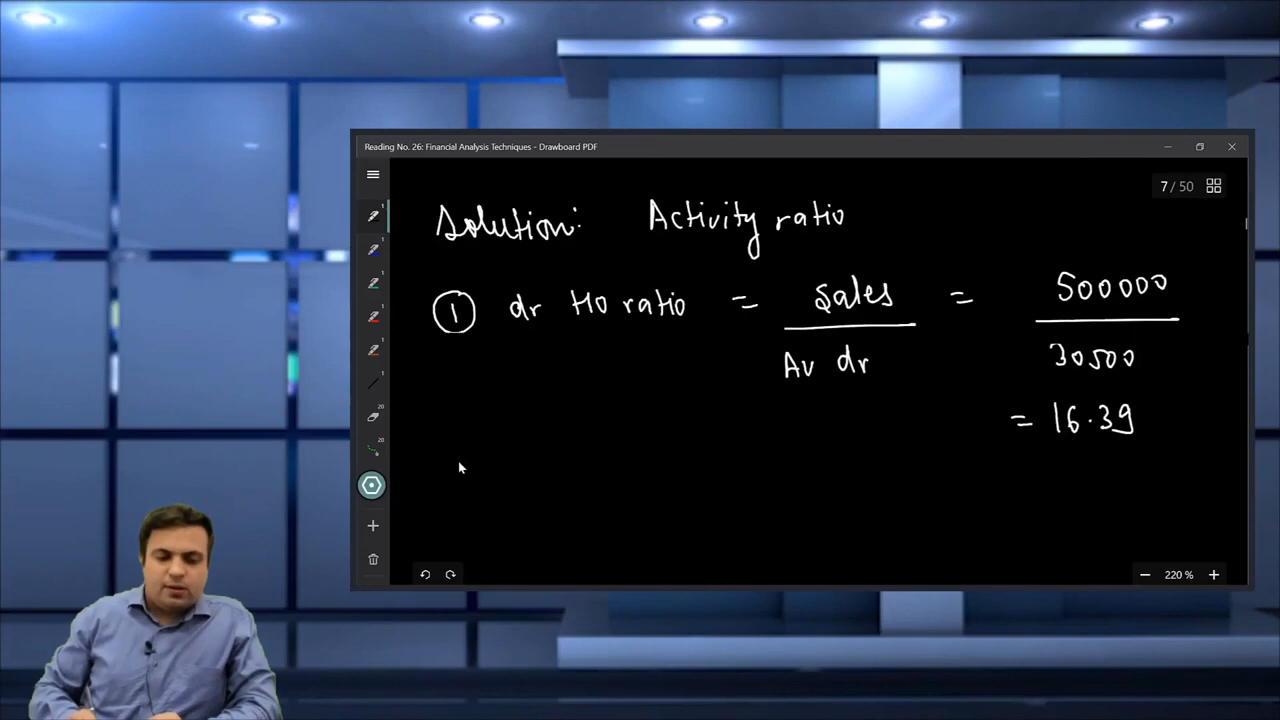 Reading No. 26: Financial Analysis Techniques - Drawboard PDF
7 / 50
Solution: Activity ratio
① dr TO ratio = Sales / Av dr = 500000 / 30500
= 16.39
220 %